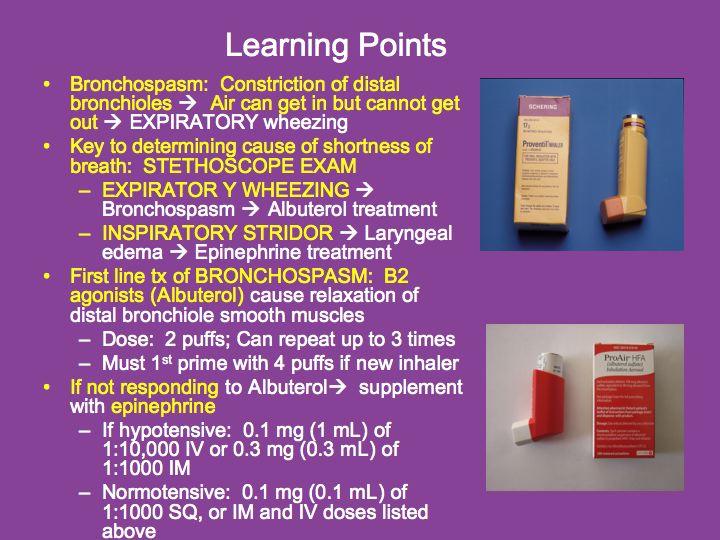 Learning Points
• Bronchospasm: Constriction of distal
bronchioles → Air can get in but cannot get
out → EXPIRATORY wheezing
• Key to determining cause of shortness of
breath: STETHOSCOPE EXAM
– EXPIRATOR Y WHEEZING →
Bronchospasm → Albuterol treatment
– INSPIRATORY STRIDOR → Laryngeal
edema → Epinephrine treatment
• First line tx of BRONCHOSPASM: B2
agonists (Albuterol) cause relaxation of
distal bronchiole smooth muscles
– Dose: 2 puffs; Can repeat up to 3 times
– Must 1st prime with 4 puffs if new inhaler
• If not responding to Albuterol→ supplement
with epinephrine
– If hypotensive: 0.1 mg (1 mL) of
1:10,000 IV or 0.3 mg (0.3 mL) of
1:1000 IM
– Normotensive: 0.1 mg (0.1 mL) of
1:1000 SQ, or IM and IV doses listed
above
SCHERING
17g
Proventil INHALER
ProAir HFA
(albuterol sulfate)
Inhalation Aerosol